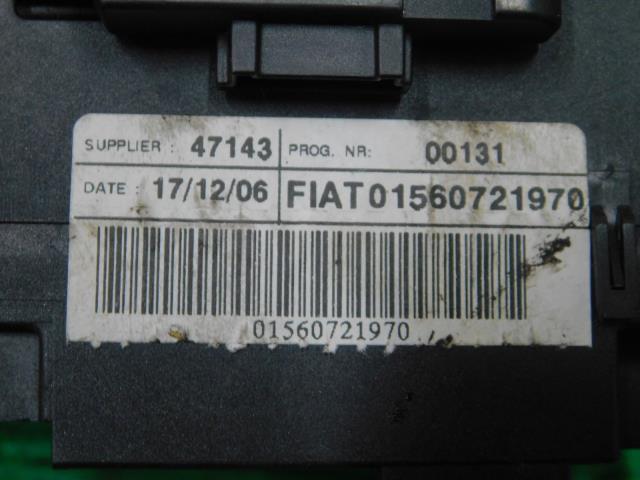 SUPPLIER : 47143 PROG. NR: 00131
DATE : 17/12/06 FIAT 01560721970
01560721970